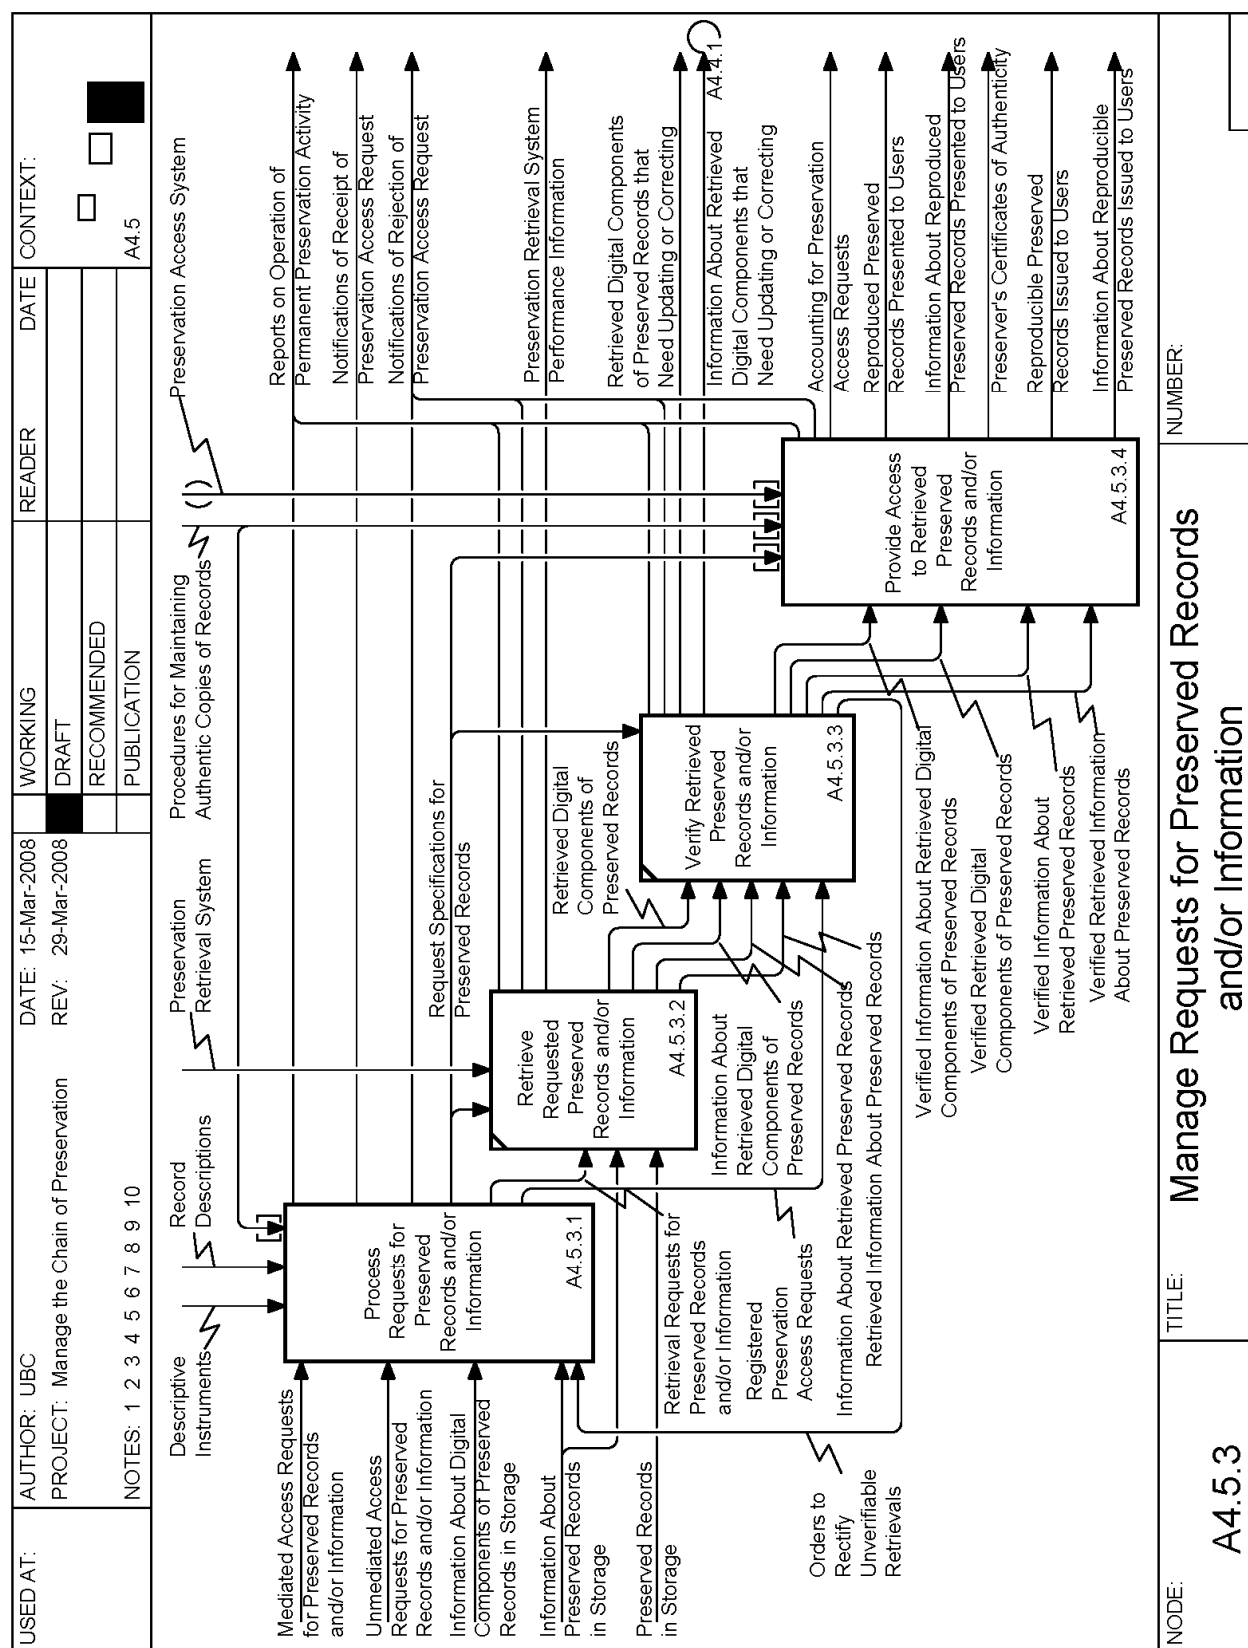 USED AT:
AUTHOR: UBC
PROJECT: Manage the Chain of Preservation
NOTES: 1 2 3 4 5 6 7 8 9 10
DATE: 15-Mar-2008
REV: 29-Mar-2008
WORKING
DRAFT
RECOMMENDED
PUBLICATION
READER
DATE
CONTEXT:
A4.5
Descriptive
Instruments
Record
Descriptions
Preservation
Retrieval System
Procedures for Maintaining
Authentic Copies of Records
Preservation Access System
Mediated Access Requests
for Preserved Records
and/or Information
Unmediated Access
Requests for Preserved
Records and/or Information
Information About Digital
Components of Preserved
Records in Storage
Information About
Preserved Records
in Storage
Preserved Records
in Storage
Orders to
Rectify
Unverifiable
Retrievals
Process
Requests for
Preserved
Records and/or
Information
A4.5.3.1
Retrieval Requests for
Preserved Records
and/or Information
Registered
Preservation
Access Requests
Request Specifications for
Preserved Records
Retrieve
Requested
Preserved
Records and/or
Information
A4.5.3.2
Retrieved Digital
Components of
Preserved Records
Information About
Retrieved Digital
Components of
Preserved Records
Information About Retrieved Preserved Records
Retrieved Information About Preserved Records
Verify Retrieved
Preserved
Records and/or
Information
A4.5.3.3
Verified Information About Retrieved Digital
Components of Preserved Records
Verified Retrieved Digital
Components of Preserved Records
Verified Information About
Retrieved Preserved Records
Verified Retrieved Information
About Preserved Records
Provide Access
to Retrieved
Preserved
Records and/or
Information
A4.5.3.4
Reports on Operation of
Permanent Preservation Activity
Notifications of Receipt of
Preservation Access Request
Notifications of Rejection of
Preservation Access Request
Preservation Retrieval System
Performance Information
Retrieved Digital Components
of Preserved Records that
Need Updating or Correcting
Information About Retrieved
Digital Components that
Need Updating or Correcting
A4.4.1
Accounting for Preservation
Access Requests
Reproduced Preserved
Records Presented to Users
Information About Reproduced
Preserved Records Presented to Users
Preserver's Certificates of Authenticity
Reproducible Preserved
Records Issued to Users
Information About Reproducible
Preserved Records Issued to Users
NODE:
A4.5.3
TITLE:
Manage Requests for Preserved Records
and/or Information
NUMBER: